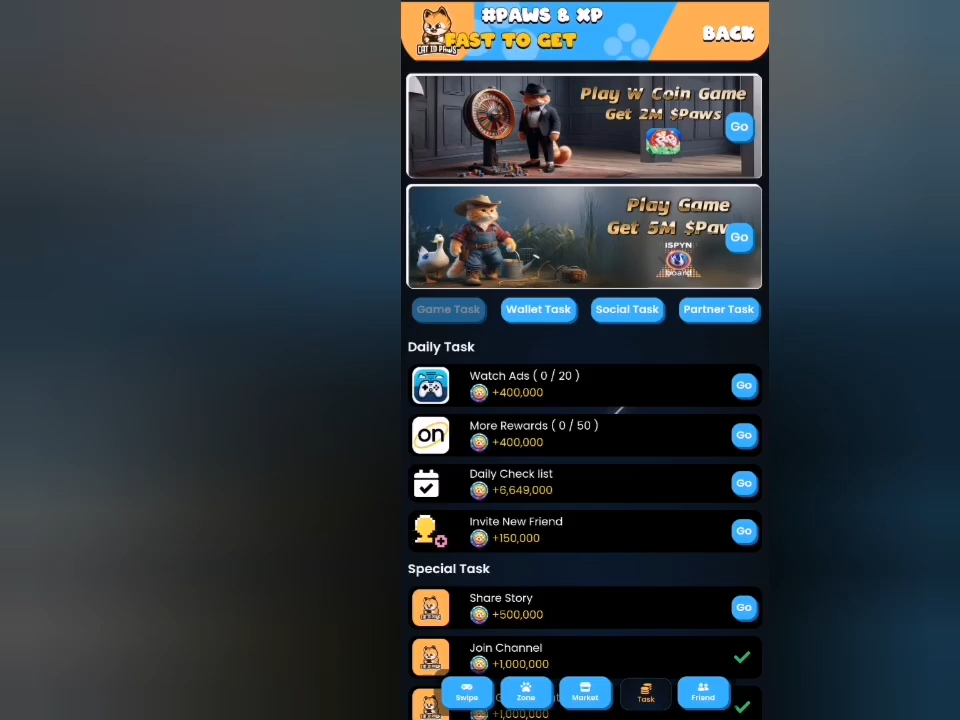 #PAWS & XP
FAST TO GET
BACK
CAT ID PAWS
Play W Coin Game
Get 2M $Paws
Go
Play Game
Get 5M $Paw
Go
ISPYN
board
Game Task
Wallet Task
Social Task
Partner Task
Daily Task
Watch Ads ( 0 / 20 )
+400,000
Go
on
More Rewards ( 0 / 50 )
+400,000
Go
Daily Check list
+6,649,000
Go
Invite New Friend
+150,000
Go
Special Task
Share Story
+500,000
Go
Join Channel
+1,000,000
+1,000,000
Swipe
Zone
Market
Task
Friend